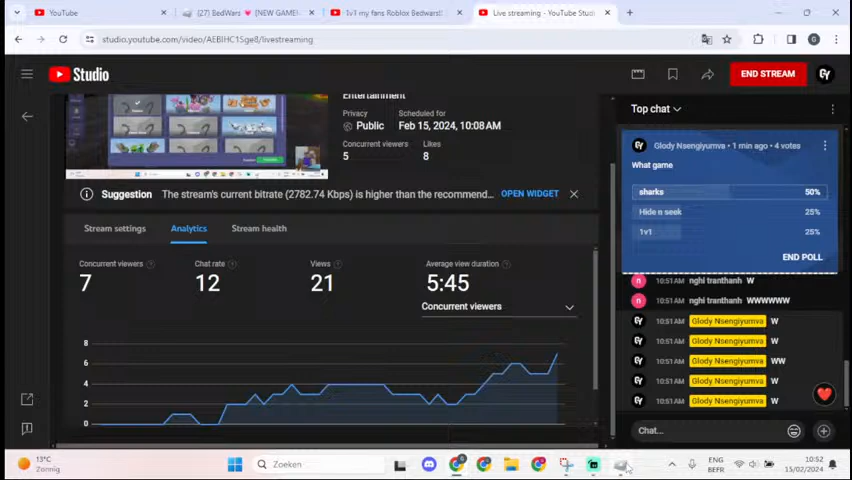 YouTube
(27) BedWars
[NEW GAME!
-1v1 my fans Roblox Bedwars!
Live streaming - YouTube Studi
studio.youtube.com/video/AEBIHC1Sge8/livestreaming
Studio
END STREAM
Entertainment
Privacy
Scheduled for
Public
Feb 15, 2024, 10:08 AM
Concurrent viewers
Likes
5
8
Suggestion
The stream's current bitrate (2782.74 Kbps) is higher than the recommend...
OPEN WIDGET
Stream settings
Analytics
Stream health
Concurrent viewers
Chat rate
Views
Average view duration
7
12
21
5:45
Concurrent viewers
8
6
4
2
0
Top chat
Glody Nsengiyumva • 1 min ago • 4 votes
What game
sharks
50%
Hide n seek
25%
1v1
25%
END POLL
10:51 AM nghi tranthanh W
10:51 AM nghi tranthanh WWWWWW
10:51 AM Glody Nsengiyumva W
10:51 AM Glody Nsengiyumva W
10:51 AM Glody Nsengiyumva WW
10:51 AM Glody Nsengiyumva W
10:51 AM Glody Nsengiyumva W
Chat...
13°C
Zonnig
Zoeken
ENG
BEFR
10:52
15/02/2024